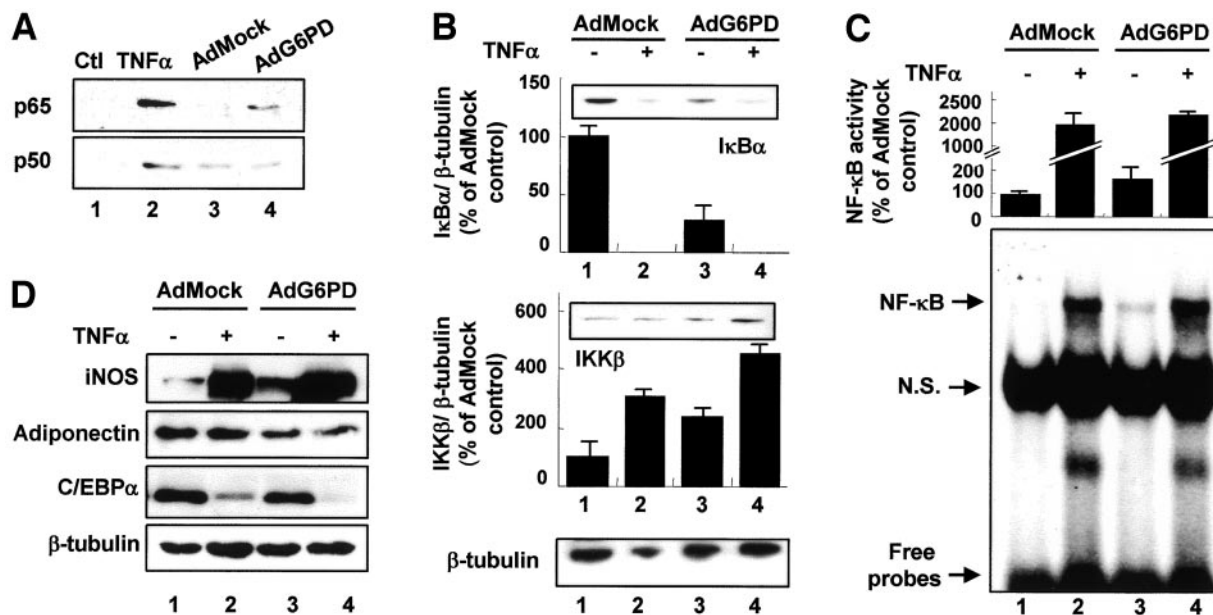 A
Ctl TNFα AdMock AdG6PD
p65
p50
1 2 3 4
B
AdMock AdG6PD
TNFα - + - +
IκBα/ β-tubulin
(% of AdMock
control)
150
100
50
0
IκBα
1 2 3 4
IKKβ/ β-tubulin
(% of AdMock
control)
600
400
200
0
IKKβ
1 2 3 4
β-tubulin
1 2 3 4
C
AdMock AdG6PD
TNFα - + - +
NF-κB activity
(% of AdMock
control)
2500
2000
1000
200
100
0
NF-κB
N.S.
Free
probes
1 2 3 4
D
AdMock AdG6PD
TNFα - + - +
iNOS
Adiponectin
C/EBPα
β-tubulin
1 2 3 4